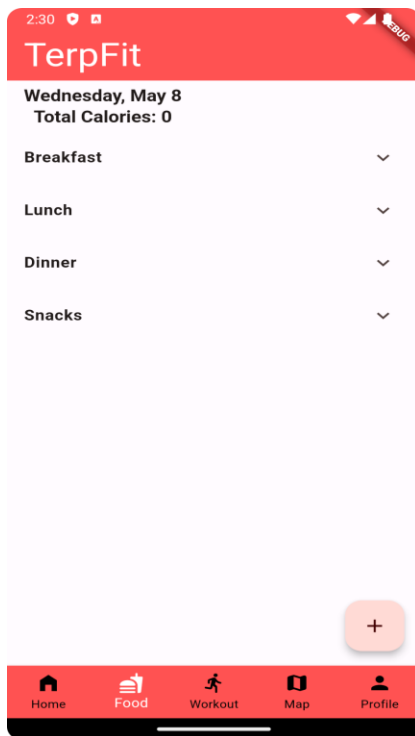 2:30
DEBUG
TerpFit
Wednesday, May 8
Total Calories: 0
Breakfast
Lunch
Dinner
Snacks
+
Home Food Workout Map Profile